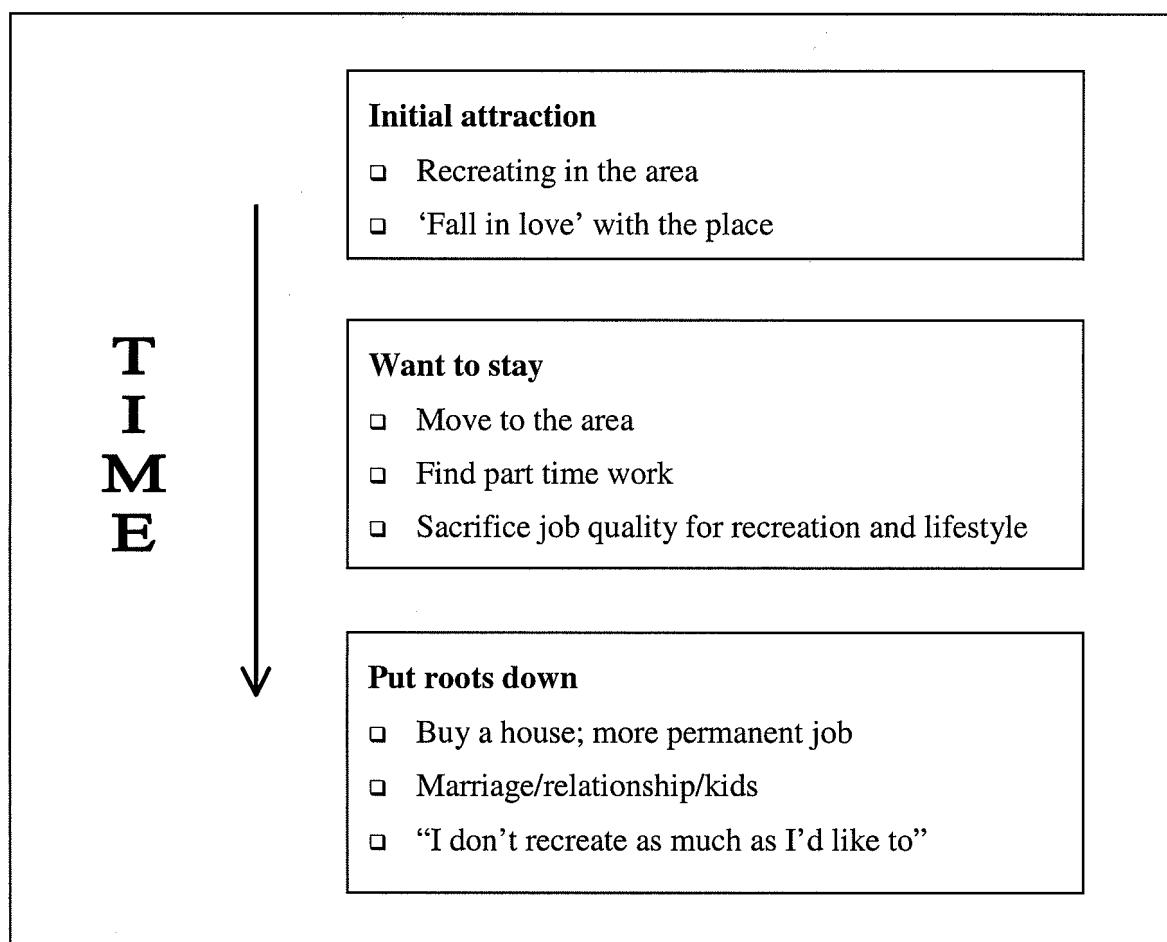 Initial attraction
❑ Recreating in the area
❑ ‘Fall in love’ with the place
T
I
M
E
Want to stay
❑ Move to the area
❑ Find part time work
❑ Sacrifice job quality for recreation and lifestyle
Put roots down
❑ Buy a house; more permanent job
❑ Marriage/relationship/kids
❑ “I don’t recreate as much as I’d like to”